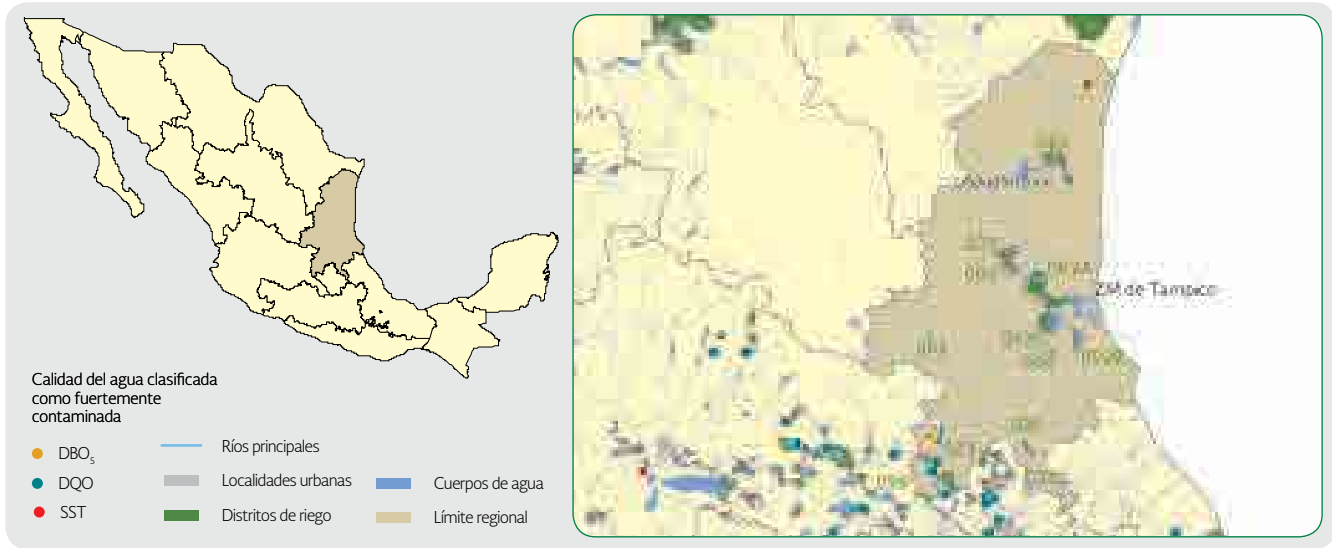 Calidad del agua clasificada
como fuertemente
contaminada
DBO₅
DQO
SST
Ríos principales
Localidades urbanas
Distritos de riego
Cuerpos de agua
Límite regional
ZM de Tampico